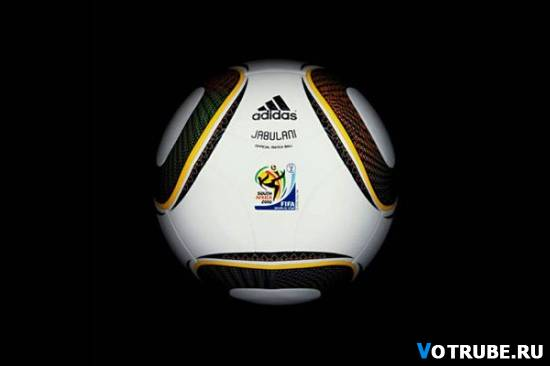 adidas
JABULANI
OFFICIAL MATCH BALL
SOUTH
AFRICA
2010
FIFA
VOTRUBE.RU